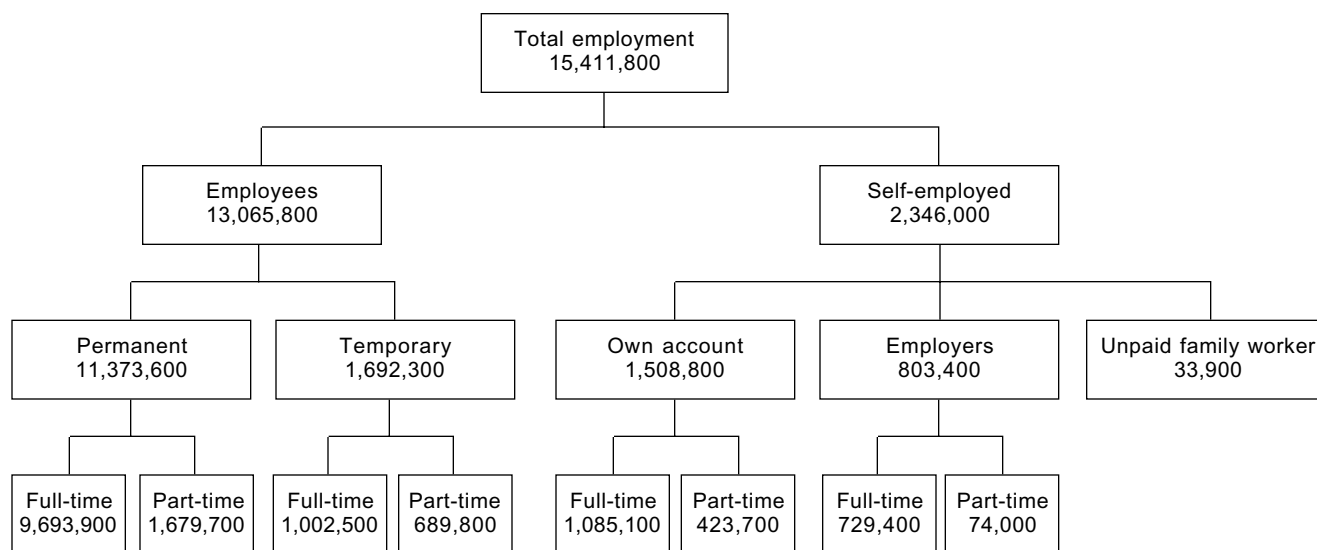 Total employment
15,411,800
Employees
13,065,800
Self-employed
2,346,000
Permanent
11,373,600
Temporary
1,692,300
Own account
1,508,800
Employers
803,400
Unpaid family worker
33,900
Full-time
9,693,900
Part-time
1,679,700
Full-time
1,002,500
Part-time
689,800
Full-time
1,085,100
Part-time
423,700
Full-time
729,400
Part-time
74,000